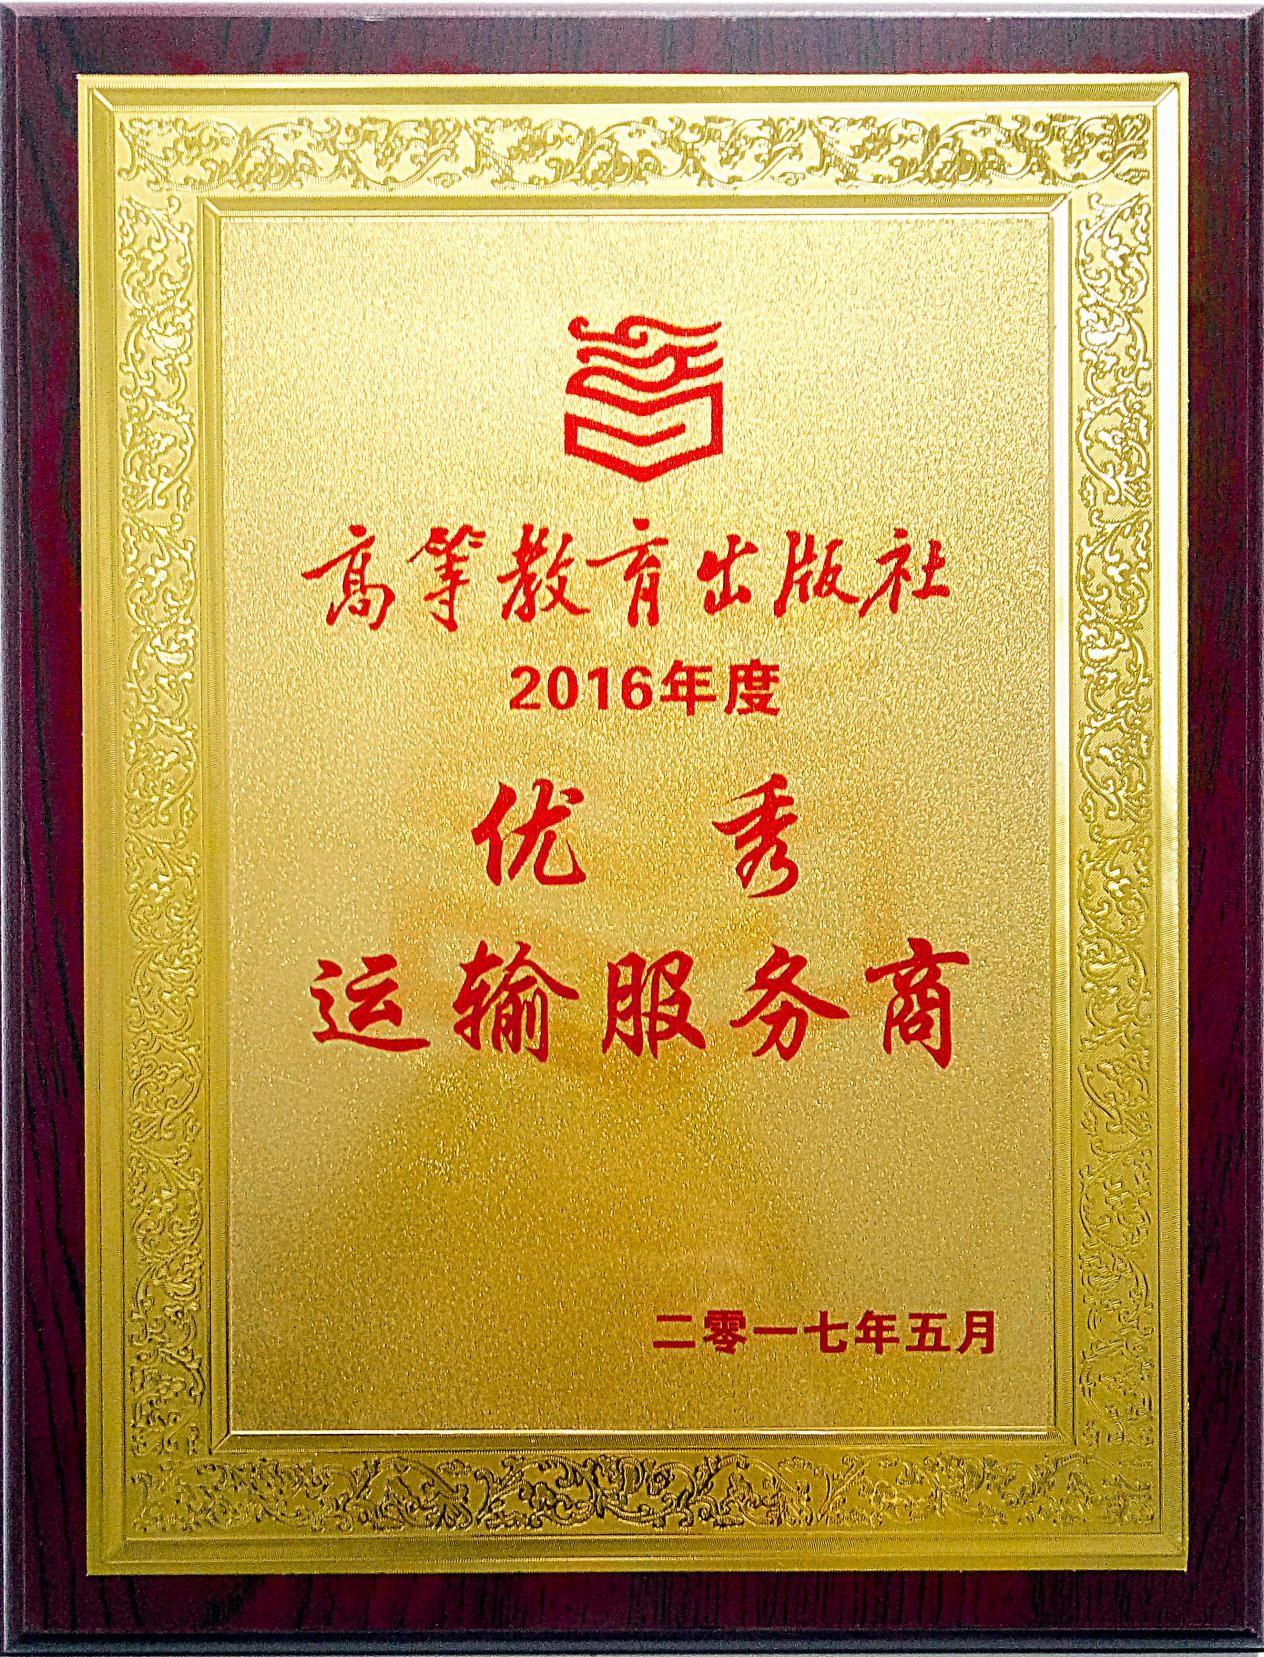 高等教育出版社
2016年度
优秀
运输服务商
二零一七年五月